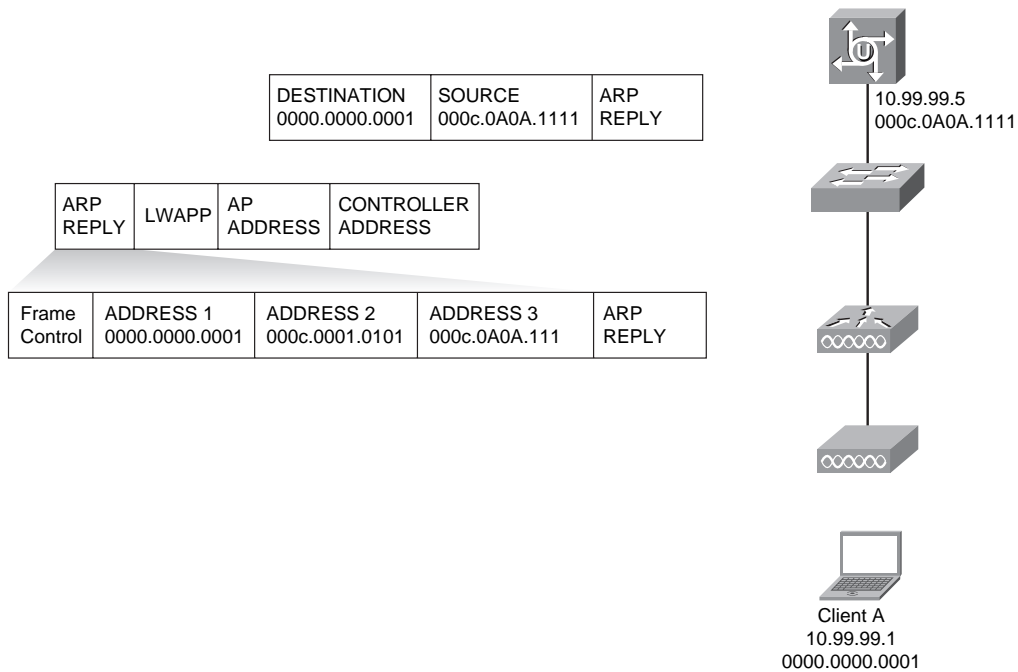 DESTINATION
0000.0000.0001
SOURCE
000c.0A0A.1111
ARP
REPLY
U
10.99.99.5
000c.0A0A.1111
ARP
REPLY
LWAPP
AP
ADDRESS
CONTROLLER
ADDRESS
Frame
Control
ADDRESS 1
0000.0000.0001
ADDRESS 2
000c.0001.0101
ADDRESS 3
000c.0A0A.111
ARP
REPLY
Client A
10.99.99.1
0000.0000.0001